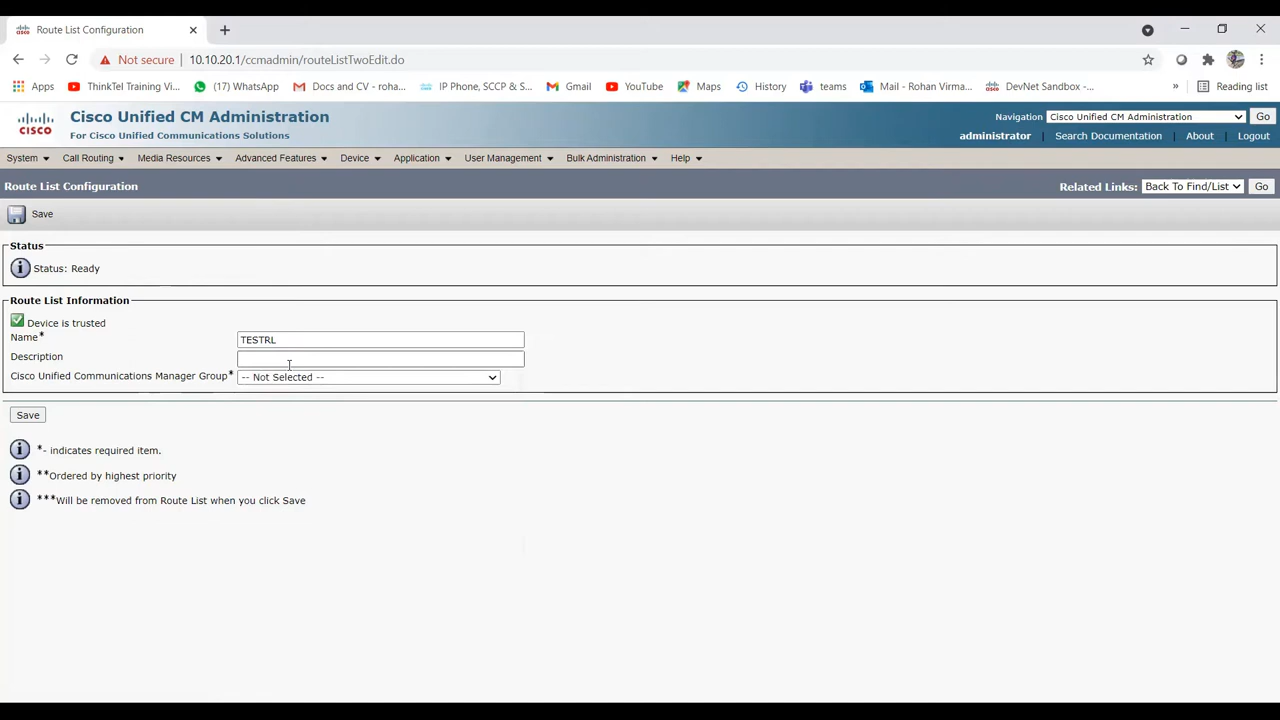 Route List Configuration
Not secure
10.10.20.1/ccmadmin/routeListTwoEdit.do
Apps
ThinkTel Training Vi...
(17) WhatsApp
Docs and CV - roha...
IP Phone, SCCP & S...
Gmail
YouTube
Maps
History
teams
Mail - Rohan Virma...
DevNet Sandbox -...
»
Reading list
CISCO
Cisco Unified CM Administration
For Cisco Unified Communications Solutions
Navigation Cisco Unified CM Administration Go
administrator Search Documentation About Logout
System Call Routing Media Resources Advanced Features Device Application User Management Bulk Administration Help
Route List Configuration
Related Links: Back To Find/List Go
Save
Status
Status: Ready
Route List Information
Device is trusted
Name* TESTRL
Description
Cisco Unified Communications Manager Group* -- Not Selected --
Save
*- indicates required item.
**Ordered by highest priority
***Will be removed from Route List when you click Save